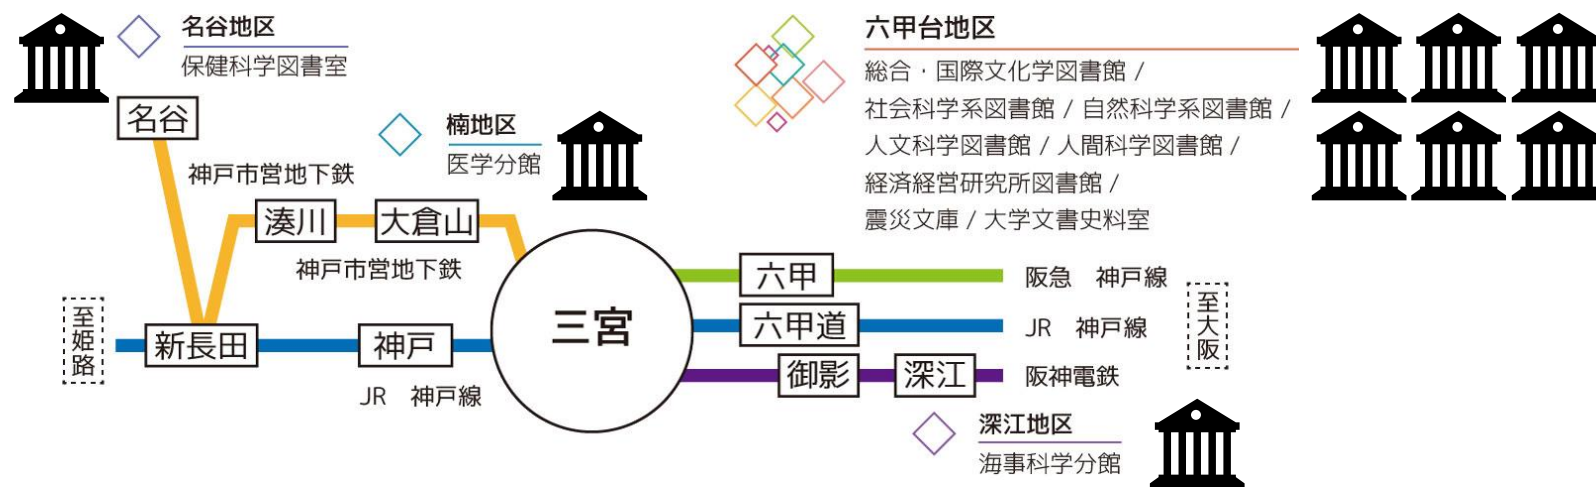 名谷地区
保健科学図書室
名谷
楠地区
医学分館
六甲台地区
総合・国際文化学図書館 /
社会科学系図書館 / 自然科学系図書館 /
人文科学図書館 / 人間科学図書館 /
経済経営研究所図書館 /
震災文庫 / 大学文書史料室
神戸市営地下鉄
湊川
大倉山
神戸市営地下鉄
至姫路
新長田
神戸
JR 神戸線
三宮
六甲
阪急 神戸線
六甲道
JR 神戸線
御影
深江
阪神電鉄
至大阪
深江地区
海事科学分館